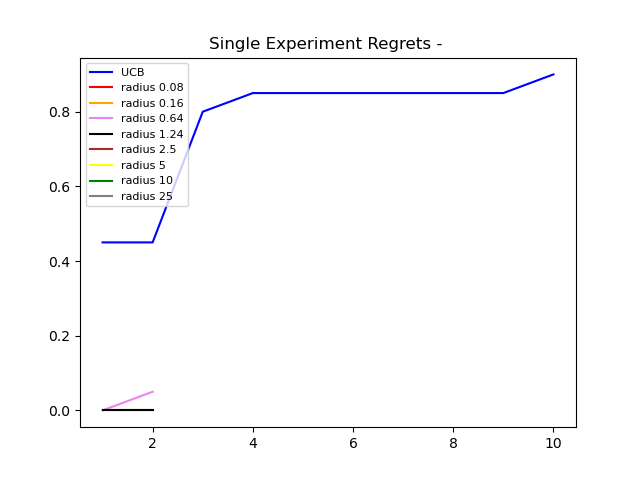 Single Experiment Regrets -
UCB
radius 0.08
radius 0.16
radius 0.64
radius 1.24
radius 2.5
radius 5
radius 10
radius 25
0.8
0.6
0.4
0.2
0.0
2 4 6 8 10